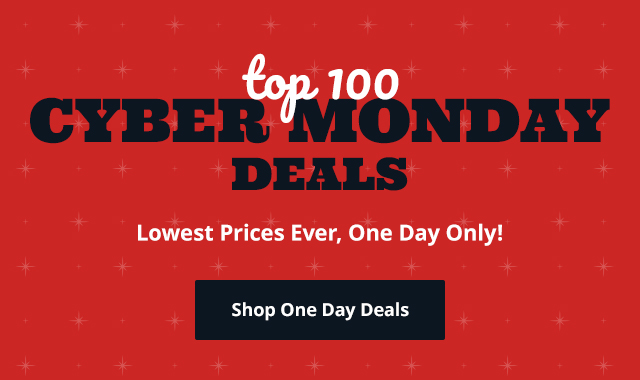 top 100
CYBER MONDAY
DEALS
Lowest Prices Ever, One Day Only!
Shop One Day Deals